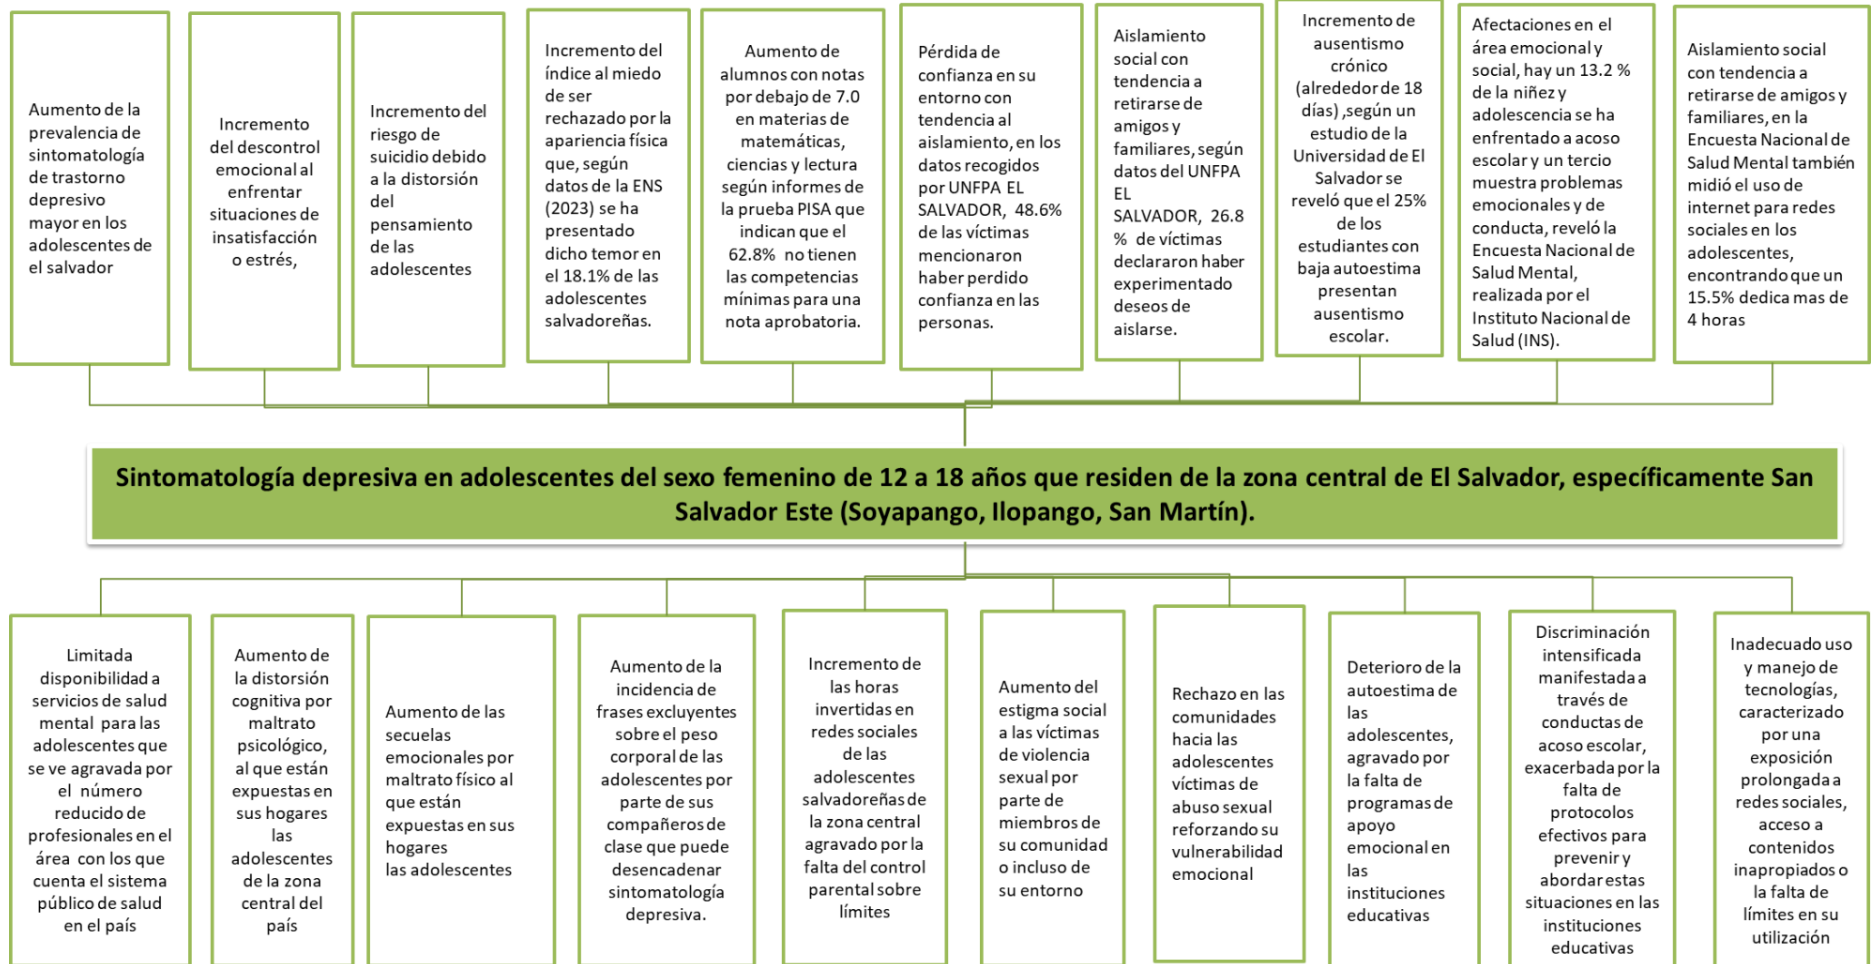 Aumento de la
prevalencia de
sintomatología
de trastorno
depresivo
mayor en los
adolescentes de
el salvador
Incremento
del descontrol
emocional al
enfrentar
situaciones de
insatisfacción
o estrés,
Incremento del
riesgo de
suicidio debido
a la distorsión
del
pensamiento
de las
adolescentes
Incremento del
índice al miedo
de ser
rechazado por la
apariencia física
que, según
datos de la ENS
(2023) se ha
presentado
dicho temor en
el 18.1% de las
adolescentes
salvadoreñas.
Aumento de
alumnos con notas
por debajo de 7.0
en materias de
matemáticas,
ciencias y lectura
según informes de
la prueba PISA que
indican que el
62.8% no tienen
las competencias
mínimas para una
nota aprobatoria.
Pérdida de
confianza en su
entorno con
tendencia al
aislamiento, en los
datos recogidos
por UNFPA EL
SALVADOR, 48.6%
de las víctimas
mencionaron
haber perdido
confianza en las
personas.
Aislamiento
social con
tendencia a
retirarse de
amigos y
familiares, según
datos del UNFPA
EL
SALVADOR, 26.8
% de víctimas
declararon haber
experimentado
deseos de
aislarse.
Incremento de
ausentismo
crónico
(alrededor de 18
días) ,según un
estudio de la
Universidad de El
Salvador se
reveló que el 25%
de los
estudiantes con
baja autoestima
presentan
ausentismo
escolar.
Afectaciones en el
área emocional y
social, hay un 13.2 %
de la niñez y
adolescencia se ha
enfrentado a acoso
escolar y un tercio
muestra problemas
emocionales y de
conducta, reveló la
Encuesta Nacional de
Salud Mental,
realizada por el
Instituto Nacional de
Salud (INS).
Aislamiento social
con tendencia a
retirarse de amigos y
familiares, en la
Encuesta Nacional de
Salud Mental también
midió el uso de
internet para redes
sociales en los
adolescentes,
encontrando que un
15.5% dedica mas de
4 horas
Sintomatología depresiva en adolescentes del sexo femenino de 12 a 18 años que residen de la zona central de El Salvador, específicamente San
Salvador Este (Soyapango, Ilopango, San Martín).
Limitada
disponibilidad a
servicios de salud
mental para las
adolescentes que
se ve agravada por
el número
reducido de
profesionales en el
área con los que
cuenta el sistema
público de salud
en el país
Aumento de
la distorsión
cognitiva por
maltrato
psicológico,
al que están
expuestas en
sus hogares
las
adolescentes
de la zona
central del
país
Aumento de las
secuelas
emocionales por
maltrato físico al
que están
expuestas en sus
hogares
las adolescentes
Aumento de la
incidencia de
frases excluyentes
sobre el peso
corporal de las
adolescentes por
parte de sus
compañeros de
clase que puede
desencadenar
sintomatología
depresiva.
Incremento de
las horas
invertidas en
redes sociales
de las
adolescentes
salvadoreñas de
la zona central
agravado por la
falta del control
parental sobre
límites
Aumento del
estigma social
a las víctimas
de violencia
sexual por
parte de
miembros de
su comunidad
o incluso de
su entorno
Rechazo en las
comunidades
hacia las
adolescentes
víctimas de
abuso sexual
reforzando su
vulnerabilidad
emocional
Deterioro de la
autoestima de
las
adolescentes,
agravado por
la falta de
programas de
apoyo
emocional en
las
instituciones
educativas
Discriminación
intensificada
manifestada a
través de
conductas de
acoso escolar,
exacerbada por la
falta de
protocolos
efectivos para
prevenir y
abordar estas
situaciones en las
instituciones
educativas
Inadecuado uso
y manejo de
tecnologías,
caracterizado
por una
exposición
prolongada a
redes sociales,
acceso a
contenidos
inapropiados o
la falta de
límites en su
utilización